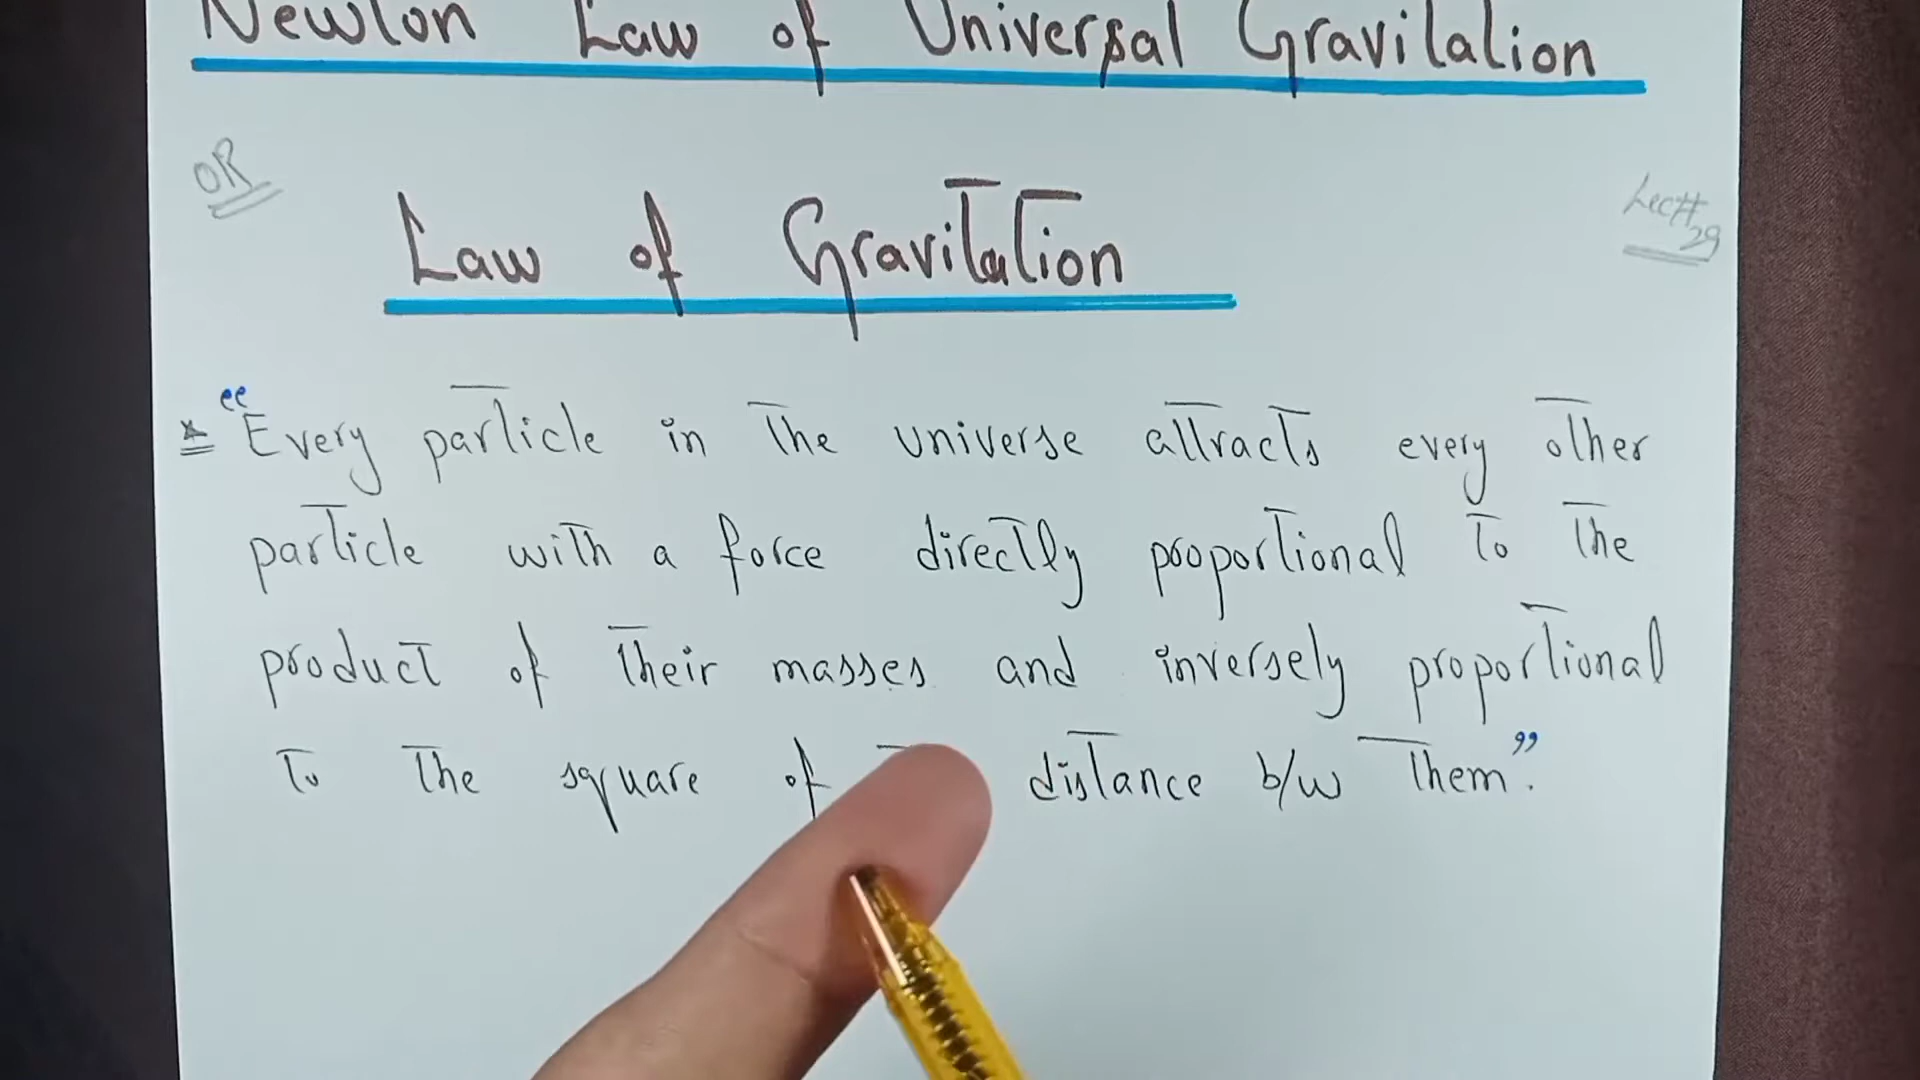 Newton Law of Universal Gravitation
OR
Lec# 29
Law of Gravitation
* "Every particle in the universe attracts every other
particle with a force directly proportional to the
product of their masses and inversely proportional
to the square of distance b/w them".